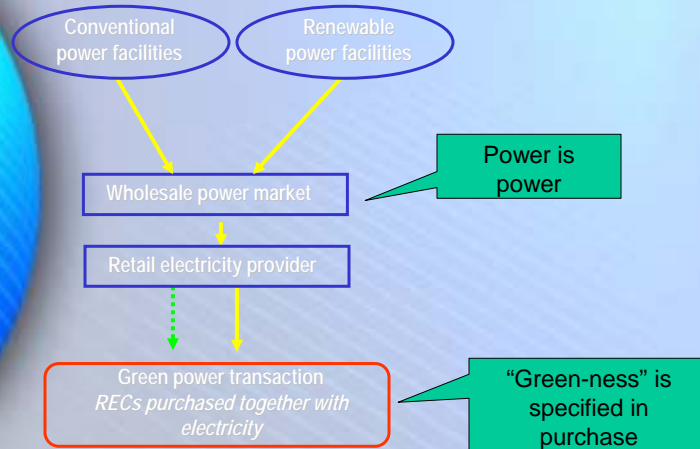 Conventional
power facilities
Renewable
power facilities
Power is
power
Wholesale power market
Retail electricity provider
Green power transaction
RECs purchased together with
electricity
“Green-ness” is
specified in
purchase